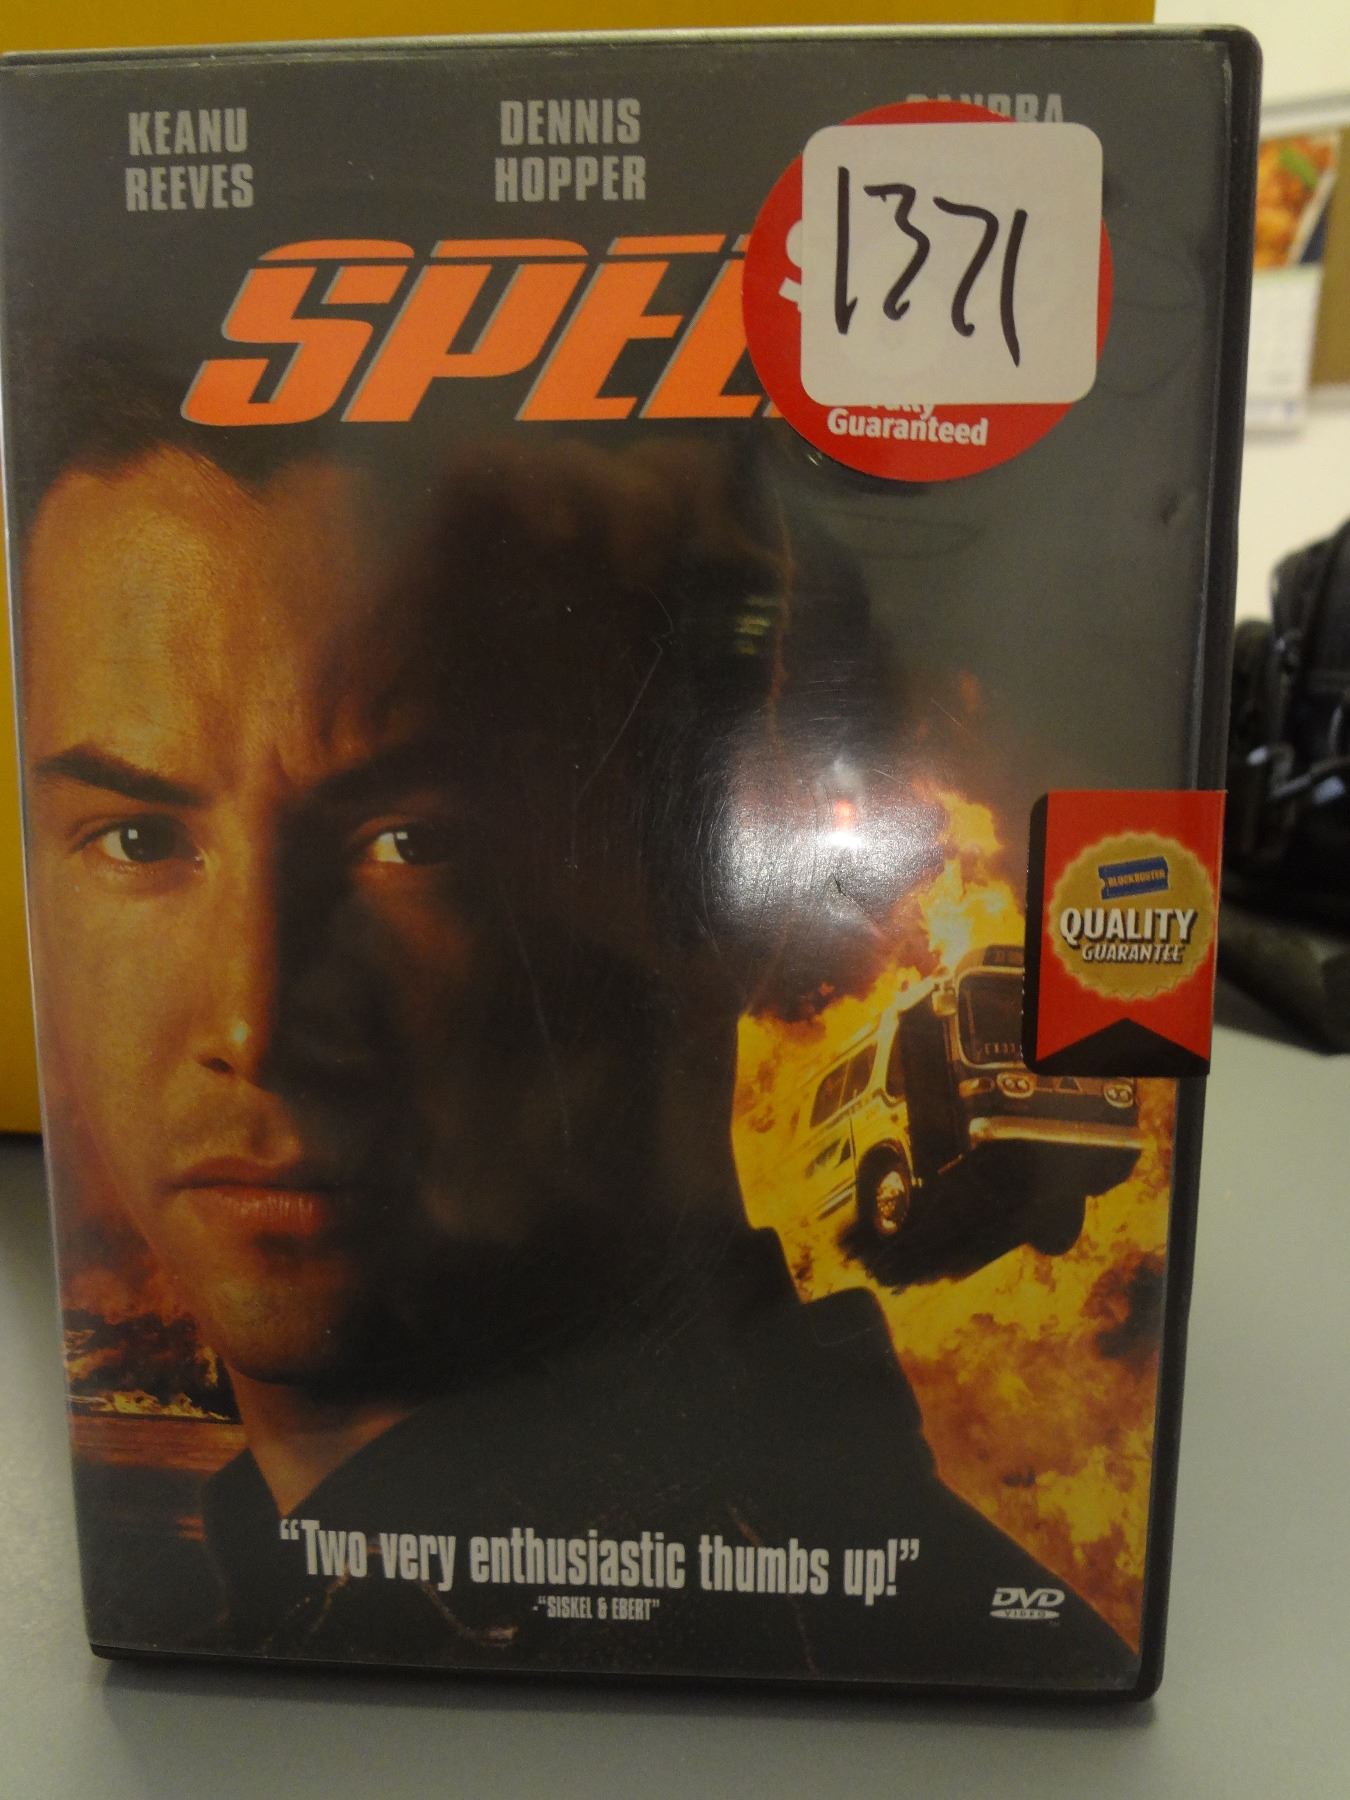 KEANU
REEVES
DENNIS
HOPPER
1371
Guaranteed
BLOCKBUSTER
QUALITY
GUARANTEE
"Two very enthusiastic thumbs up!"
-"SISKEL & EBERT"
DVD
VIDEO